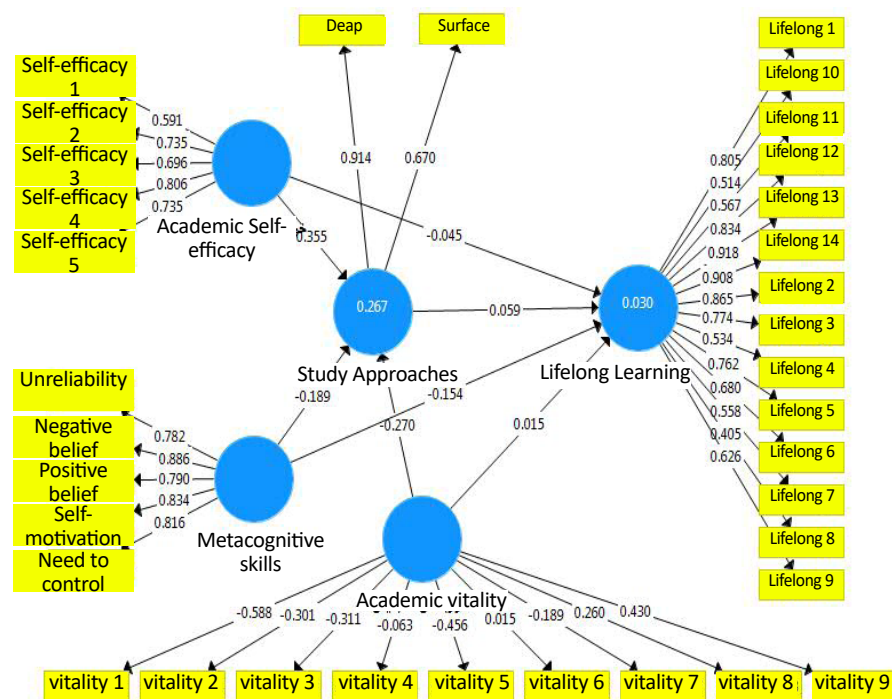 Deap
Surface
Self-efficacy
1
Self-efficacy
2
Self-efficacy
3
Self-efficacy
4
Self-efficacy
5
0.591
0.735
0.696
0.806
0.735
Academic Self-
efficacy
0.914
0.670
0.355
-0.045
0.267
Study Approaches
0.059
0.030
Lifelong Learning
-0.189
-0.154
-0.270
0.015
Unreliability
Negative
belief
Positive
belief
Self-
motivation
Need to
control
0.782
0.886
0.790
0.834
0.816
Metacognitive
skills
Academic vitality
-0.588
-0.301
-0.311
-0.063
-0.456
0.015
-0.189
0.260
0.430
vitality 1
vitality 2
vitality 3
vitality 4
vitality 5
vitality 6
vitality 7
vitality 8
vitality 9
0.805
0.514
0.567
0.834
0.918
0.908
0.865
0.774
0.534
0.762
0.680
0.558
0.405
0.626
Lifelong 1
Lifelong 10
Lifelong 11
Lifelong 12
Lifelong 13
Lifelong 14
Lifelong 2
Lifelong 3
Lifelong 4
Lifelong 5
Lifelong 6
Lifelong 7
Lifelong 8
Lifelong 9